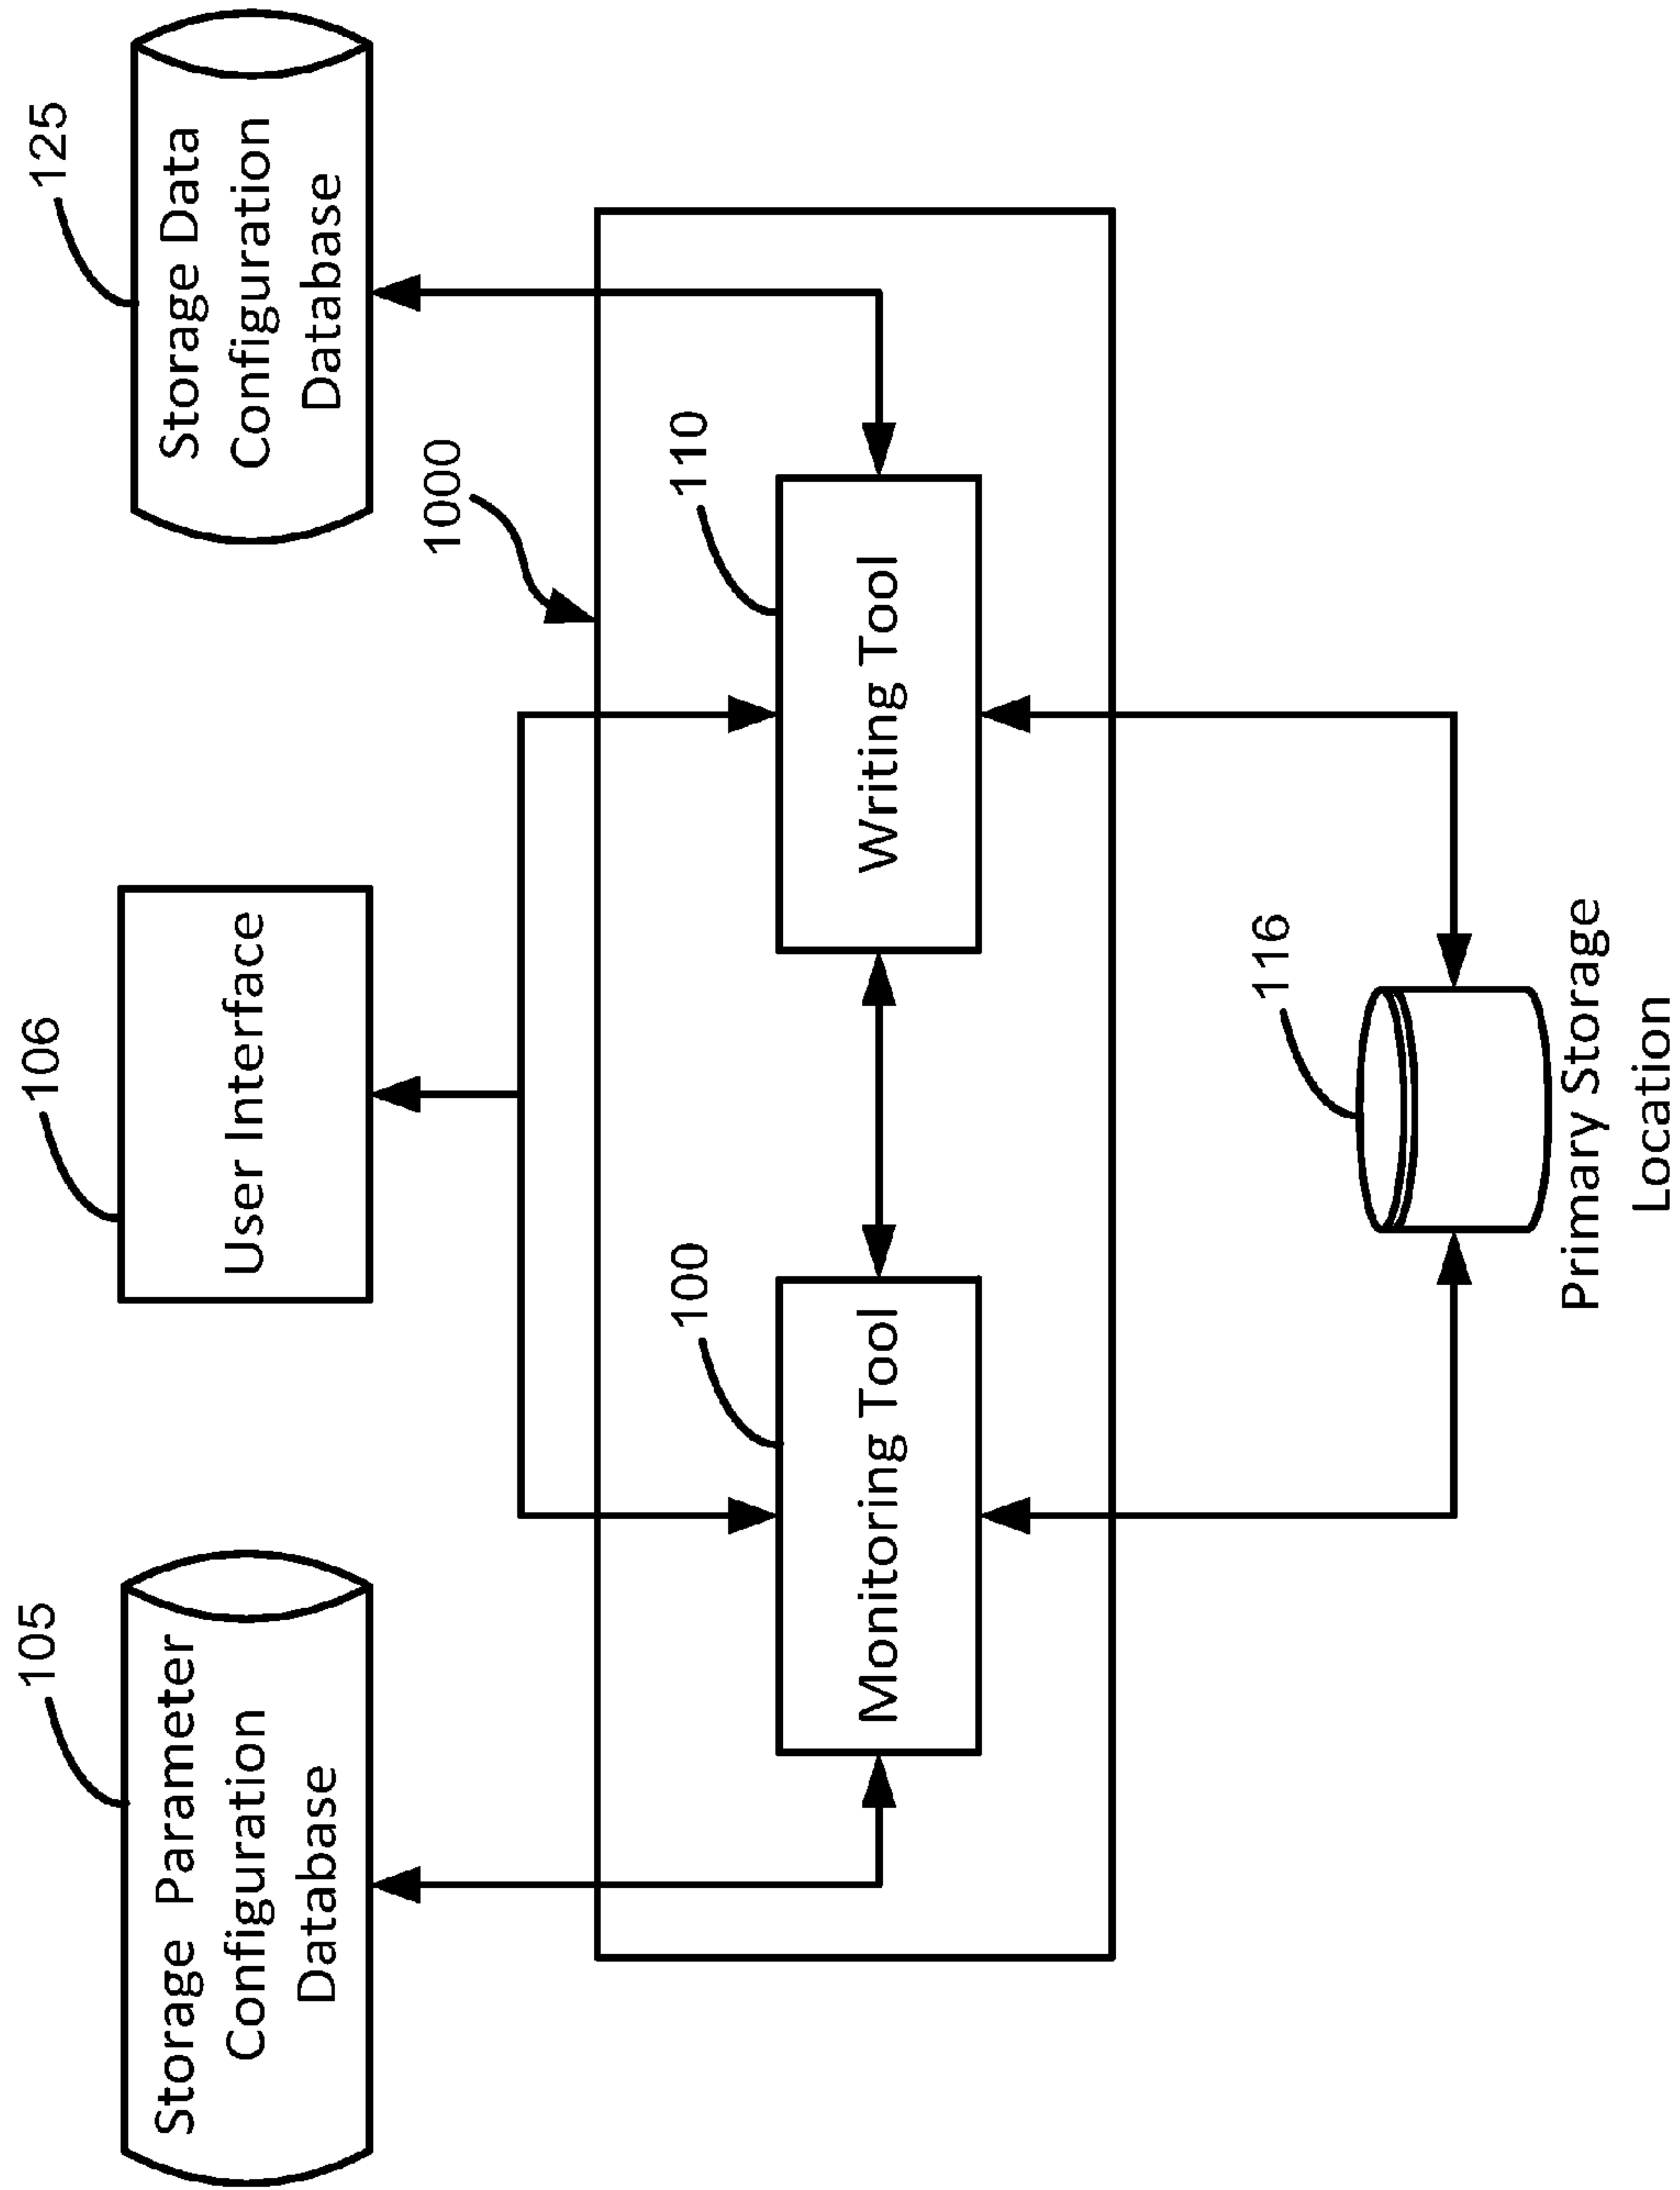 105
Storage Parameter
Configuration
Database
106
User Interface
125
Storage Data
Configuration
Database
1000
100
Monitoring Tool
110
Writing Tool
116
Primary Storage
Location